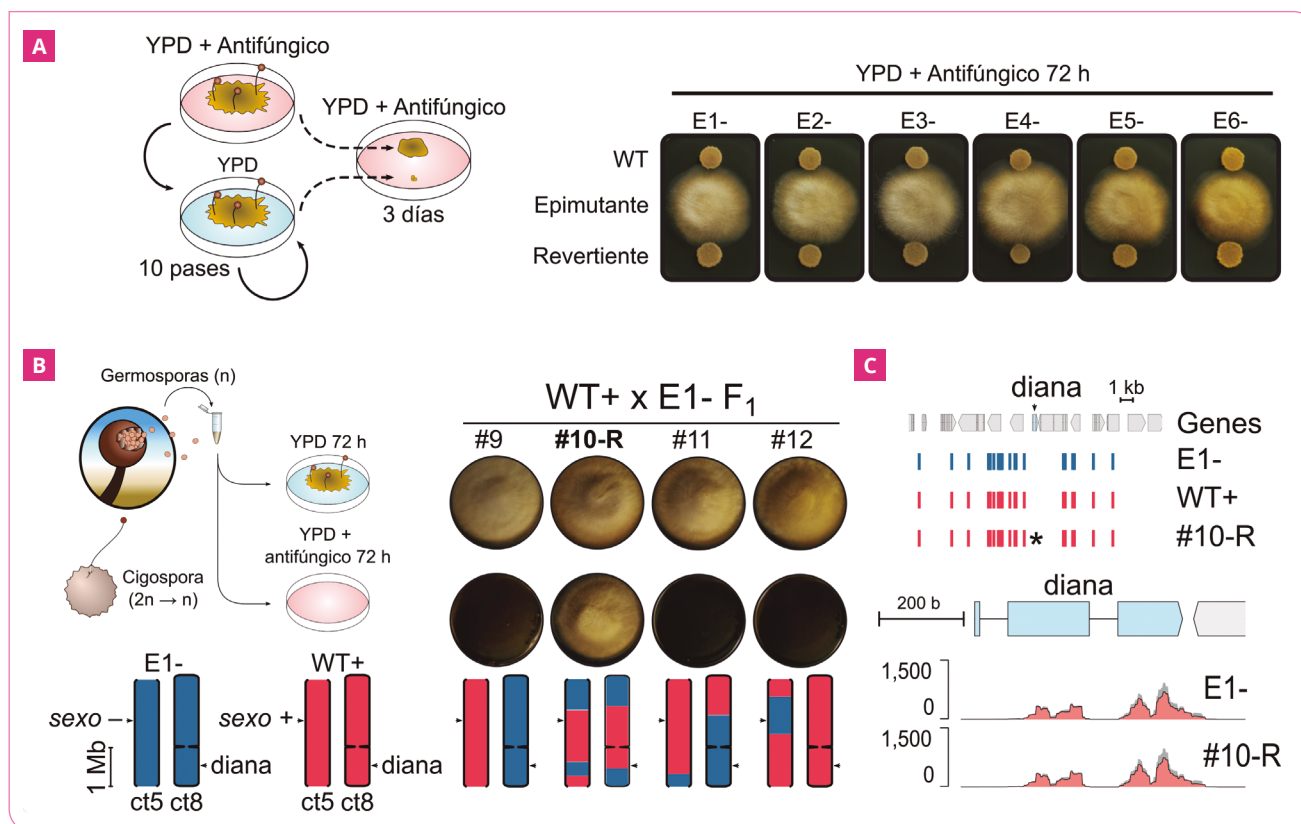 A
YPD + Antifúngico
YPD + Antifúngico
YPD
3 días
10 pases
YPD + Antifúngico 72 h
E1- E2- E3- E4- E5- E6-
WT
Epimutante
Revertiente
B
Germosporas (n)
YPD 72 h
YPD +
antifúngico 72 h
Cigospora
(2n → n)
E1-
WT+
sexo –
sexo +
1 Mb
diana
diana
ct5 ct8
ct5 ct8
WT+ x E1- F1
#9 #10-R #11 #12
C
diana
1 kb
Genes
E1-
WT+
#10-R
*
diana
200 b
1,500
0
E1-
1,500
0
#10-R